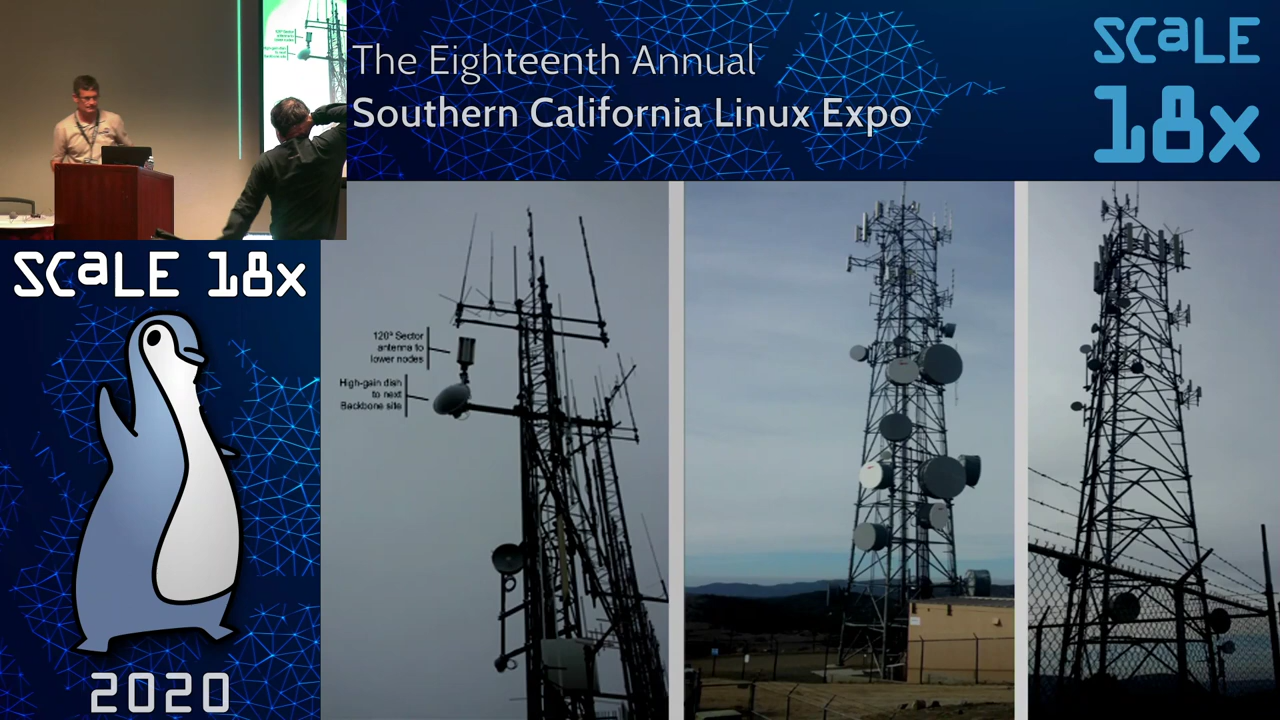 The Eighteenth Annual
Southern California Linux Expo
SCaLE
18x
SCaLE 18x
120° Sector
antenna to
lower nodes
High-gain dish
to next
Backbone site
2020